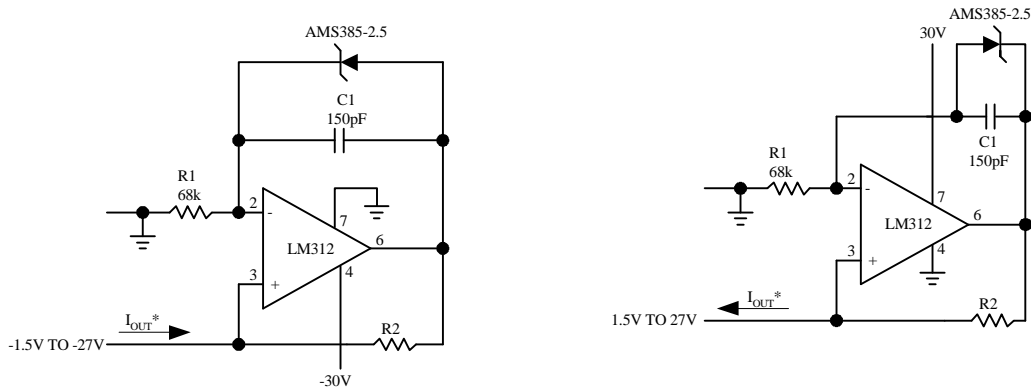 AMS385-2.5
C1
150pF
R1
68k
2
-
7
LM312
6
3
+
4
I_OUT*
R2
-1.5V TO -27V
-30V
AMS385-2.5
30V
C1
150pF
R1
68k
2
-
7
LM312
6
3
+
4
I_OUT*
R2
1.5V TO 27V